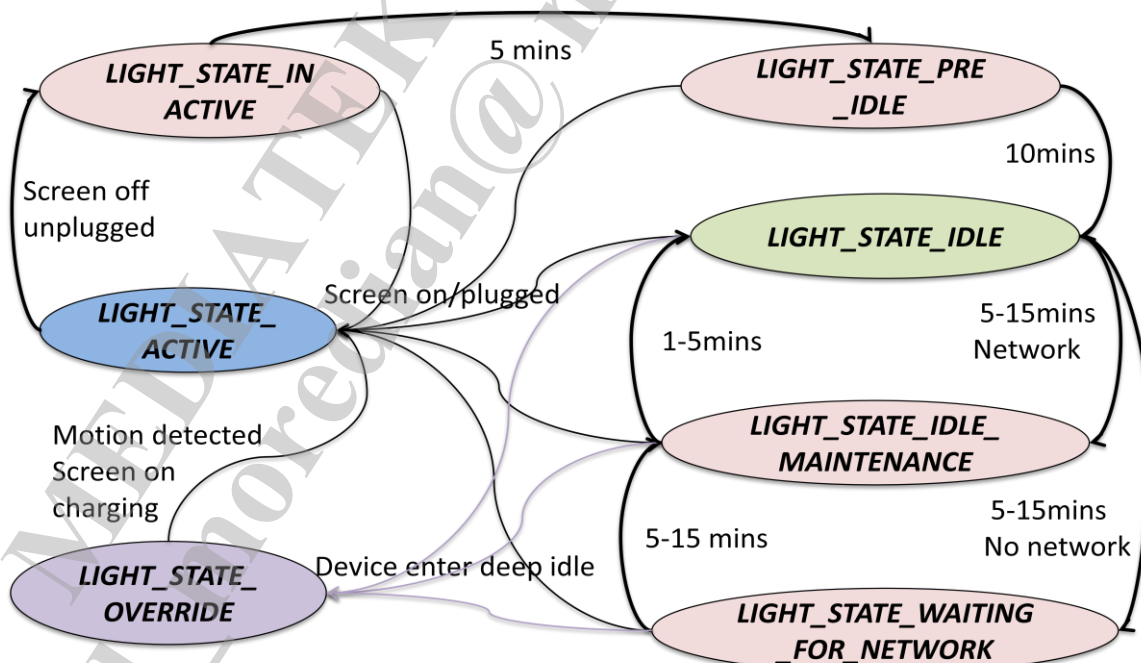 5 mins
LIGHT_STATE_IN
ACTIVE
LIGHT_STATE_PRE
_IDLE
10mins
Screen off
unplugged
LIGHT_STATE_IDLE
Screen on/plugged
LIGHT_STATE_
ACTIVE
1-5mins
5-15mins
Network
Motion detected
Screen on
charging
LIGHT_STATE_IDLE_
MAINTENANCE
5-15 mins
5-15mins
No network
Device enter deep idle
LIGHT_STATE_
OVERRIDE
LIGHT_STATE_WAITING
_FOR_NETWORK
MEDIATEK
moredian@